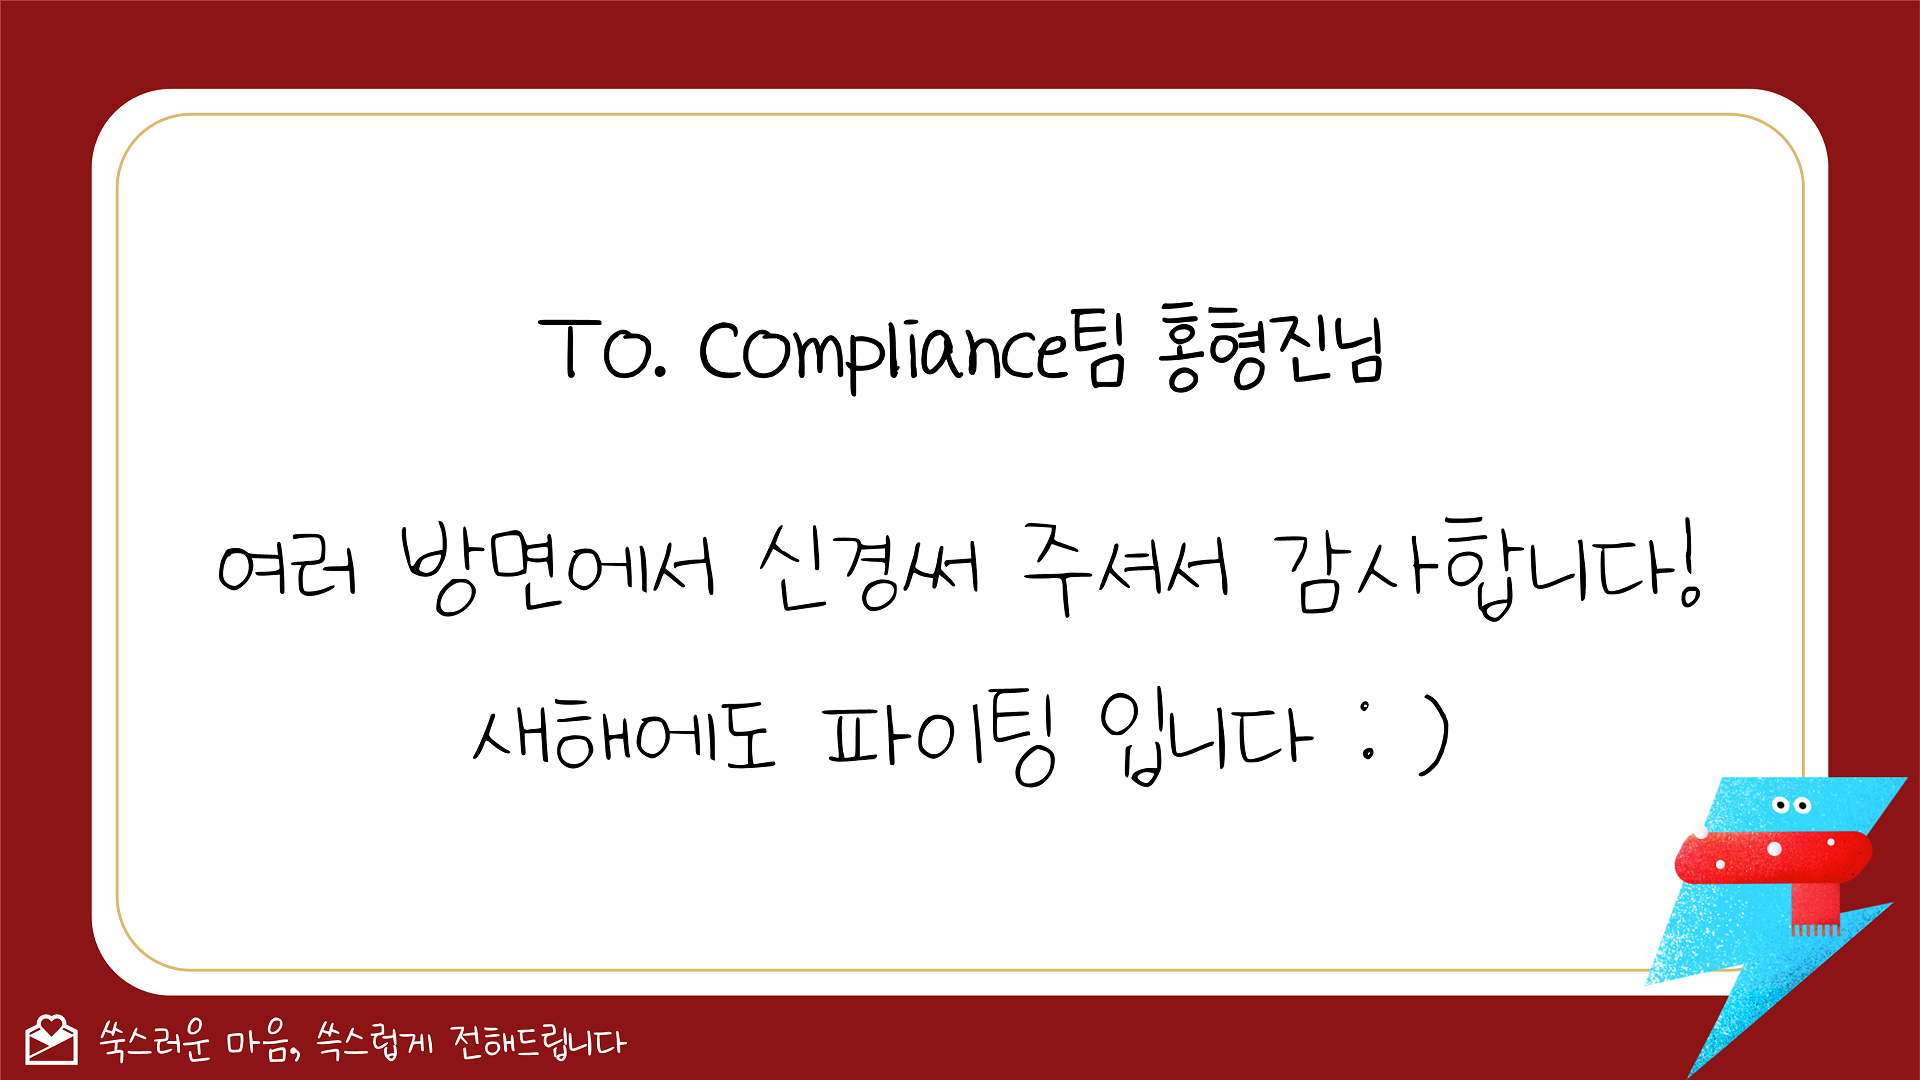 To. Compliance팀 홍형진님
여러 방면에서 신경써 주셔서 감사합니다!
새해에도 파이팅 입니다 : )
쑥스러운 마음, 쓱스럽게 전해드립니다